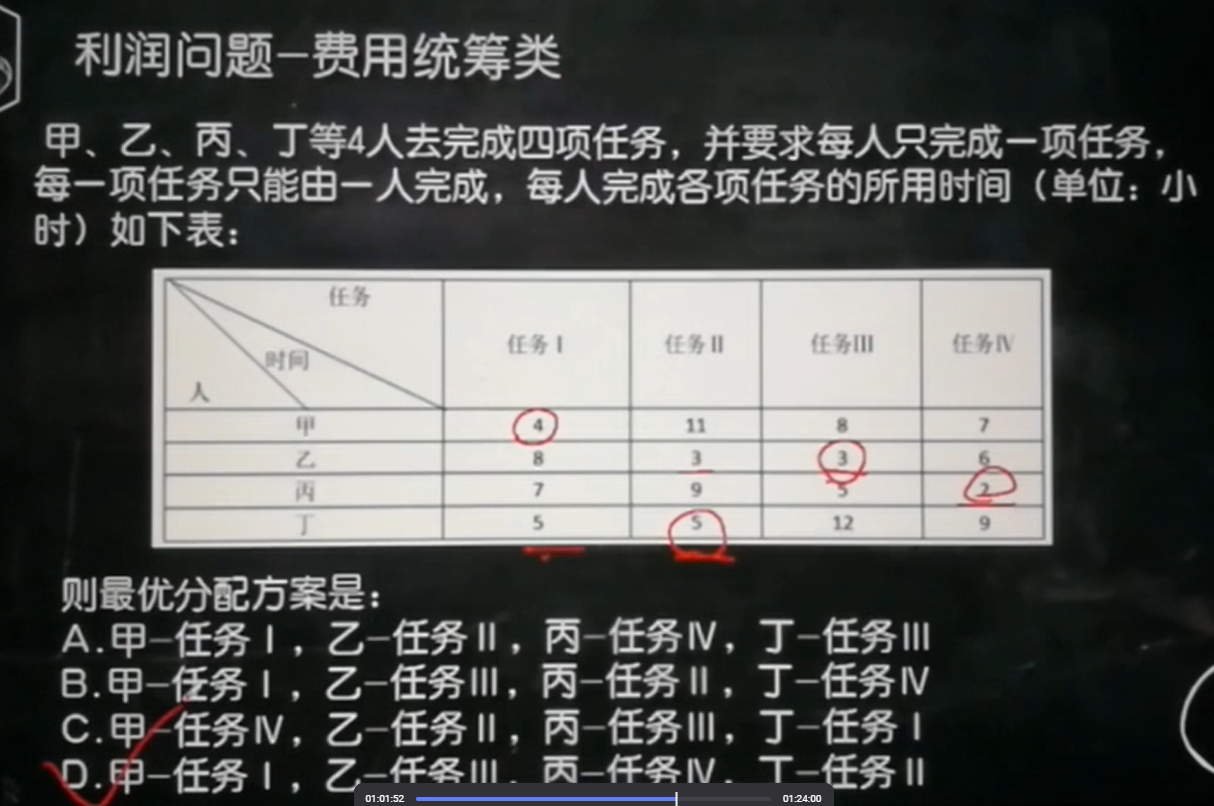 利润问题-费用统筹类
甲、乙、丙、丁等4人去完成四项任务，并要求每人只完成一项任务，
每一项任务只能由一人完成，每人完成各项任务的所用时间（单位：小
时）如下表：
任务
时间
人
任务Ⅰ 任务Ⅱ 任务Ⅲ 任务Ⅳ
甲 4 11 8 7
乙 8 3 3 6
丙 7 9 5 2
丁 5 5 12 9
则最优分配方案是：
A.甲-任务Ⅰ，乙-任务Ⅱ，丙-任务Ⅳ，丁-任务Ⅲ
B.甲-任务Ⅰ，乙-任务Ⅲ，丙-任务Ⅱ，丁-任务Ⅳ
C.甲-任务Ⅳ，乙-任务Ⅱ，丙-任务Ⅲ，丁-任务Ⅰ
D.甲-任务Ⅰ，乙-任务Ⅲ，丙-任务Ⅳ，丁-任务Ⅱ
01:01:52 01:24:00